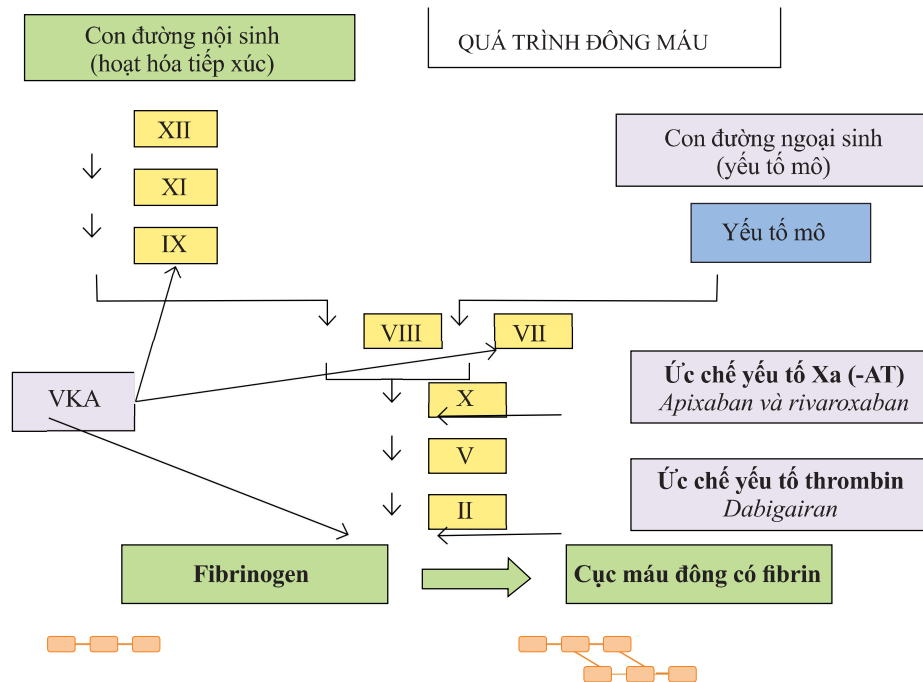 Con đường nội sinh
(hoạt hóa tiếp xúc)
QUÁ TRÌNH ĐÔNG MÁU
XII
Con đường ngoại sinh
(yếu tố mô)
XI
IX
Yếu tố mô
VIII
VII
VKA
X
Ức chế yếu tố Xa (-AT)
Apixaban và rivaroxaban
V
II
Ức chế yếu tố thrombin
Dabigairan
Fibrinogen
Cục máu đông có fibrin